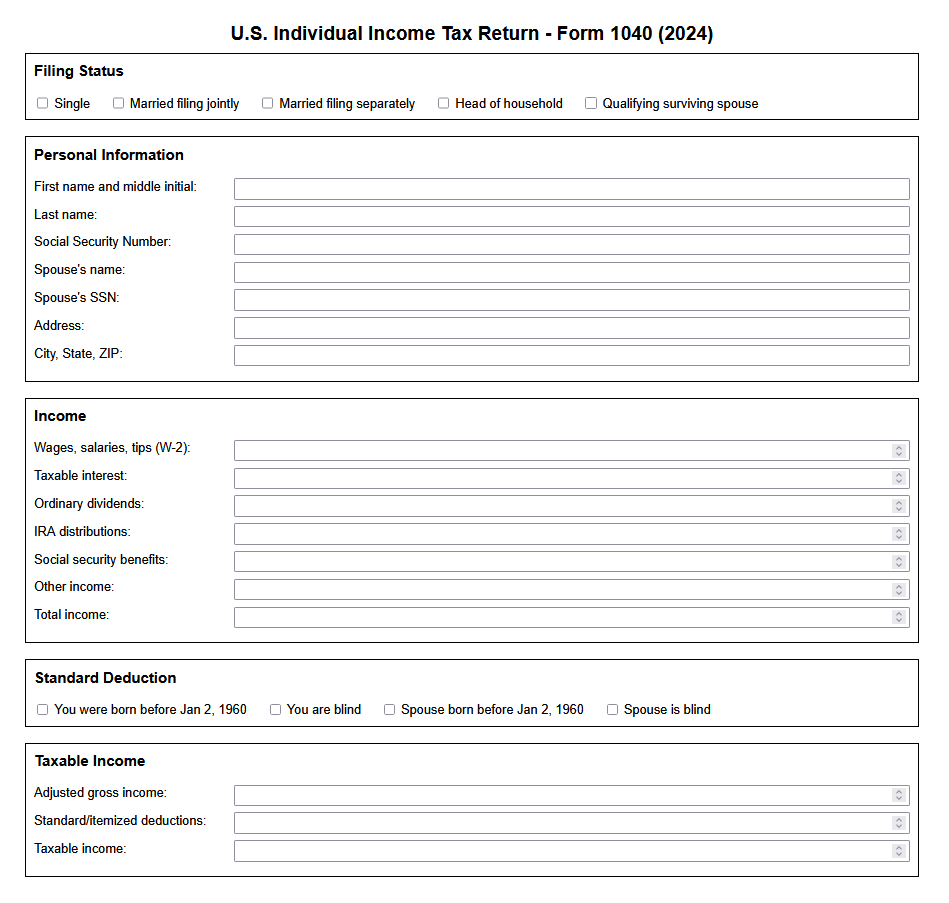 U.S. Individual Income Tax Return - Form 1040 (2024)
Filing Status
Single Married filing jointly Married filing separately Head of household Qualifying surviving spouse
Personal Information
First name and middle initial:
Last name:
Social Security Number:
Spouse's name:
Spouse's SSN:
Address:
City, State, ZIP:
Income
Wages, salaries, tips (W-2):
Taxable interest:
Ordinary dividends:
IRA distributions:
Social security benefits:
Other income:
Total income:
Standard Deduction
You were born before Jan 2, 1960 You are blind Spouse born before Jan 2, 1960 Spouse is blind
Taxable Income
Adjusted gross income:
Standard/itemized deductions:
Taxable income: